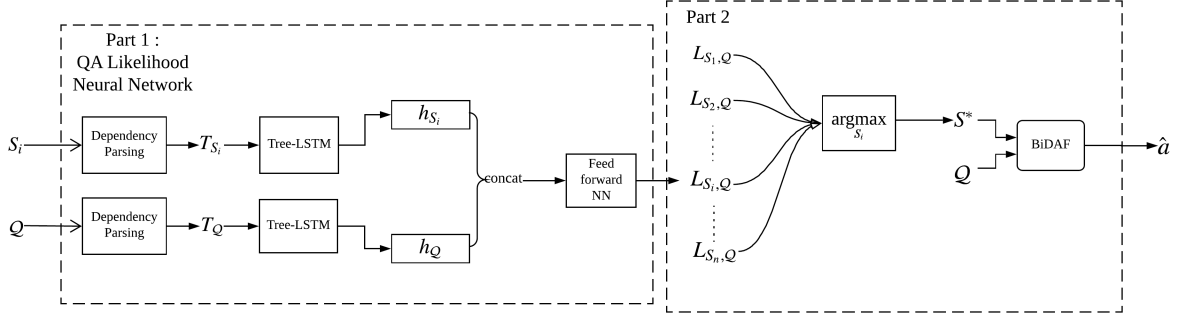 Part 1 :
QA Likelihood
Neural Network
S_i
Dependency
Parsing
T_{S_i}
Tree-LSTM
h_{S_i}
Q
Dependency
Parsing
T_Q
Tree-LSTM
h_Q
concat
Feed
forward
NN
Part 2
L_{S_1,Q}
L_{S_2,Q}
L_{S_i,Q}
L_{S_n,Q}
argmax
S_i
S*
Q
BiDAF
â